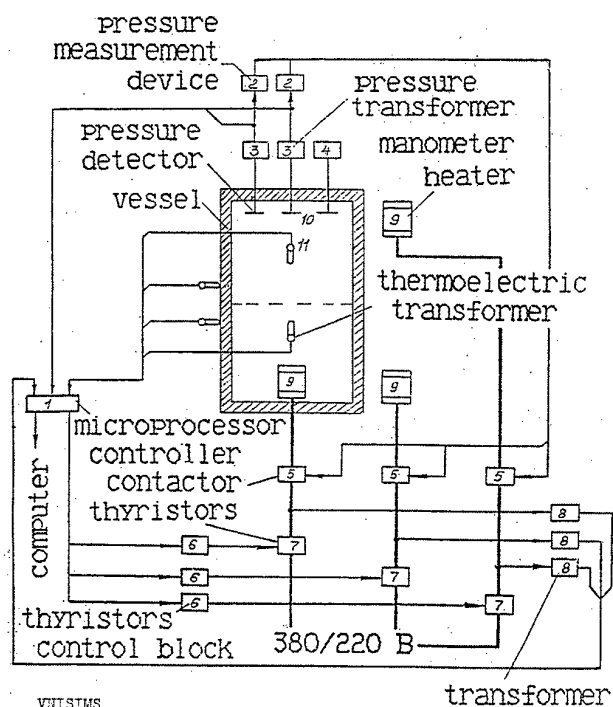 pressure
measurement
device
2
2
pressure
transformer
pressure
detector
3
3
4
manometer
heater
vessel
10
9
11
thermoelectric
transformer
9
9
1
microprocessor
controller
contactor
thyristors
5
5
5
computer
8
7
6
8
6
7
8
6
7
thyristors
control block
380/220 B
transformer
VNISIMS